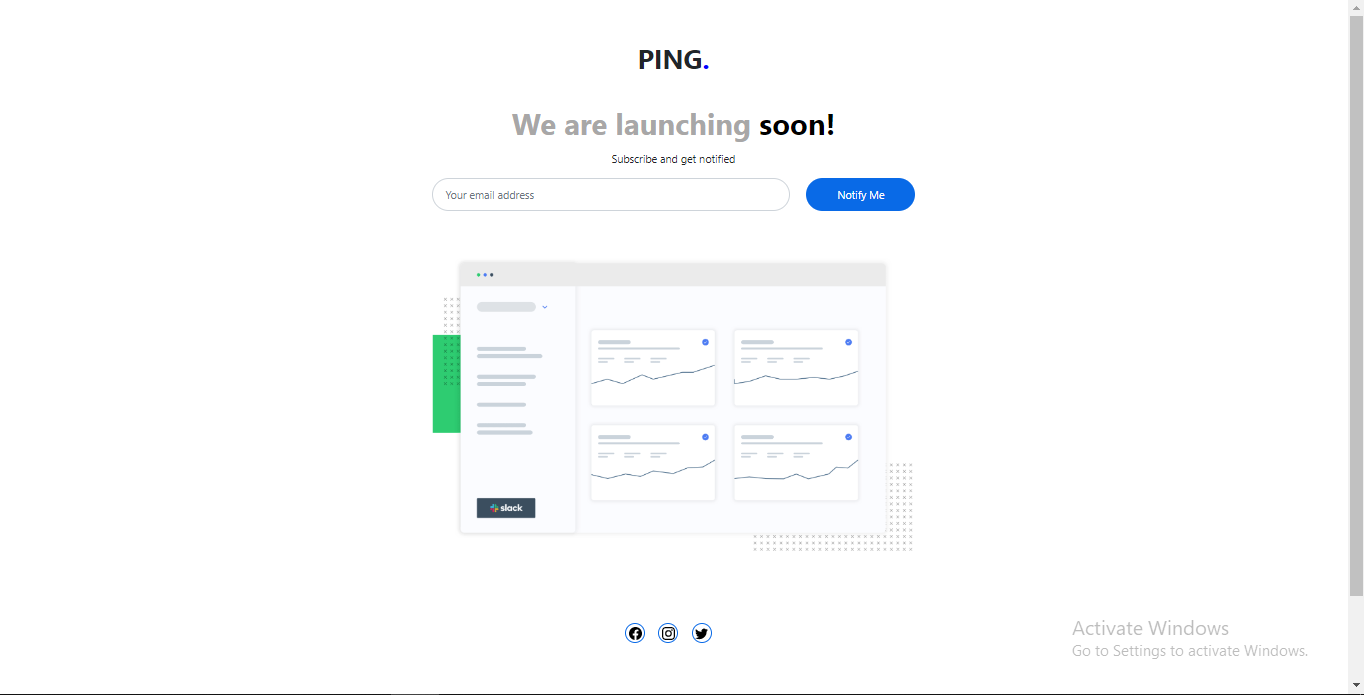 PING.
We are launching soon!
Subscribe and get notified
Your email address
Notify Me
slack
Activate Windows
Go to Settings to activate Windows.